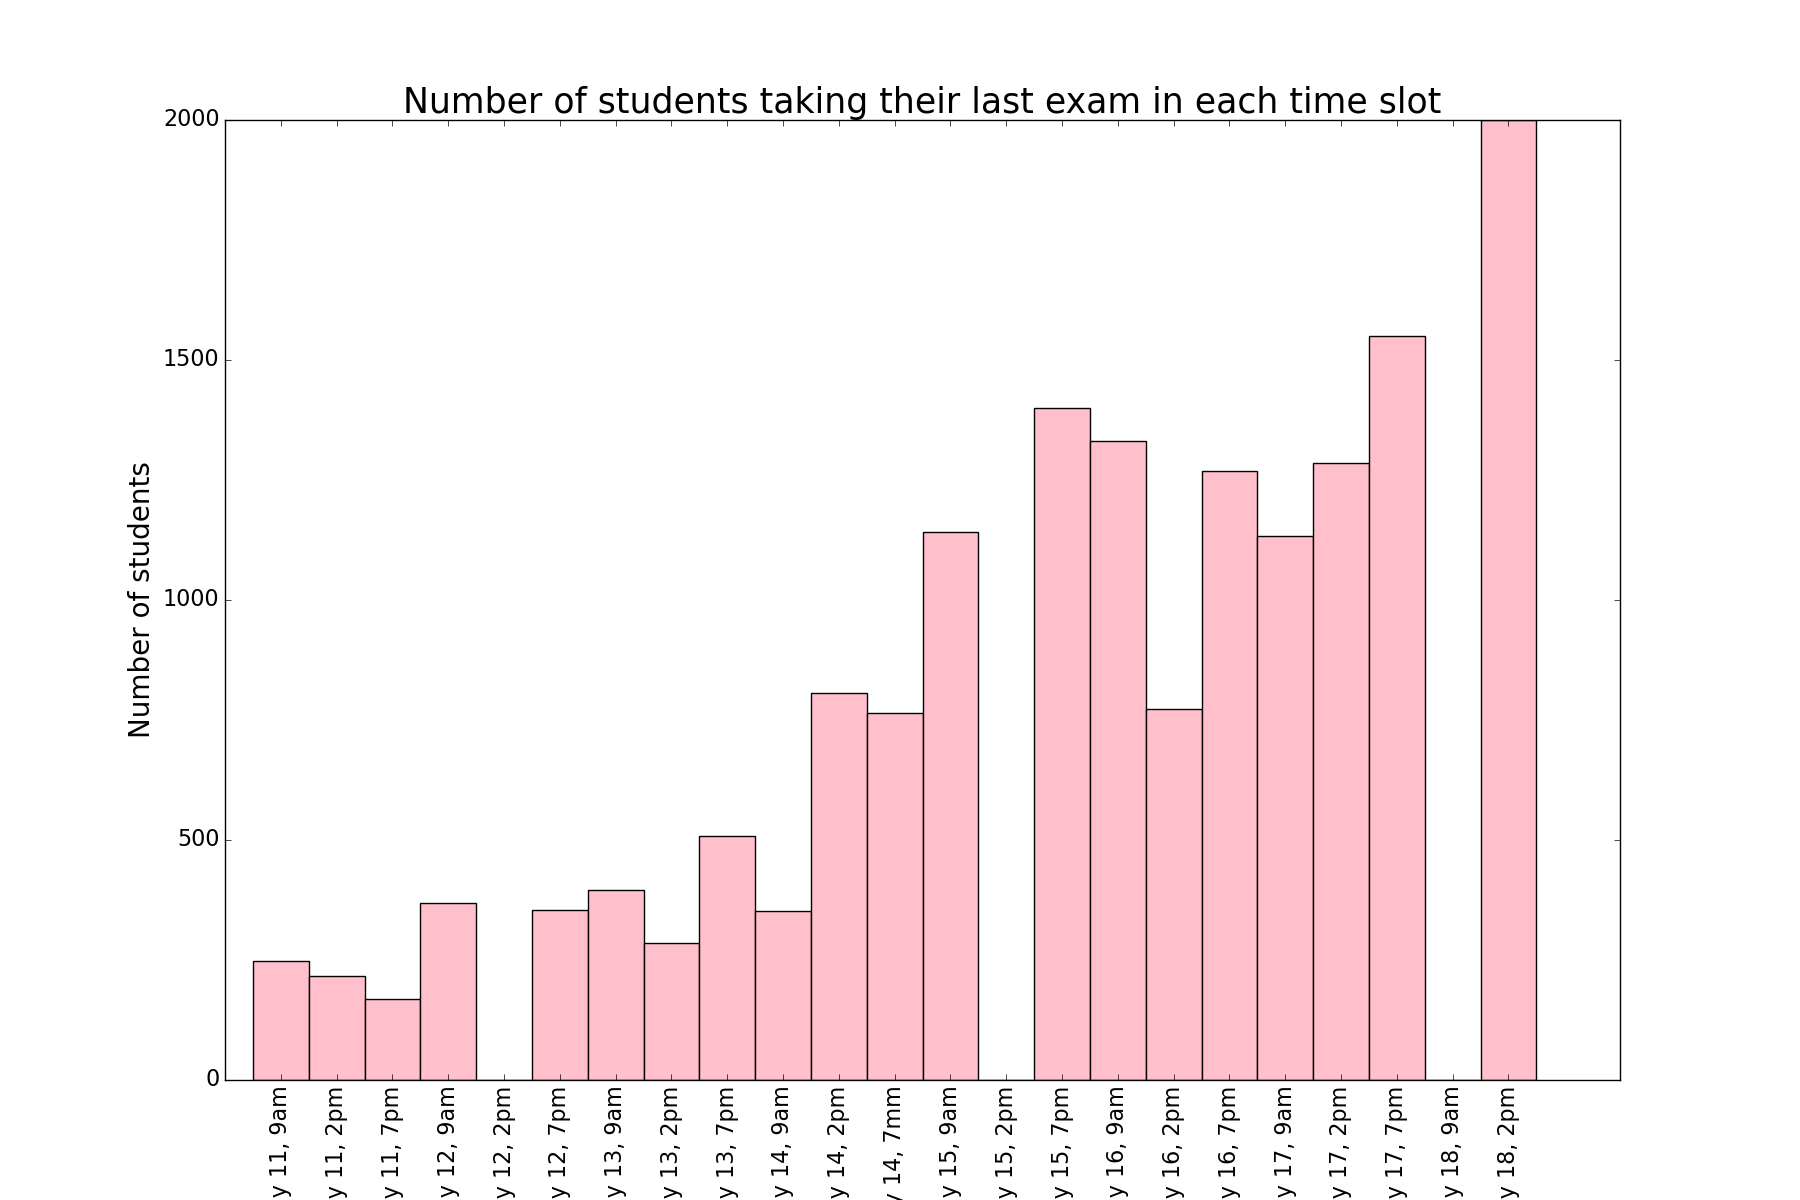 Number of students taking their last exam in each time slot
2000
1500
1000
500
0
Number of students
y 11, 9am
y 11, 2pm
y 11, 7pm
y 12, 9am
y 12, 2pm
y 12, 7pm
y 13, 9am
y 13, 2pm
y 13, 7pm
y 14, 9am
y 14, 2pm
y 14, 7mm
y 15, 9am
y 15, 2pm
y 15, 7pm
y 16, 9am
y 16, 2pm
y 16, 7pm
y 17, 9am
y 17, 2pm
y 17, 7pm
y 18, 9am
y 18, 2pm